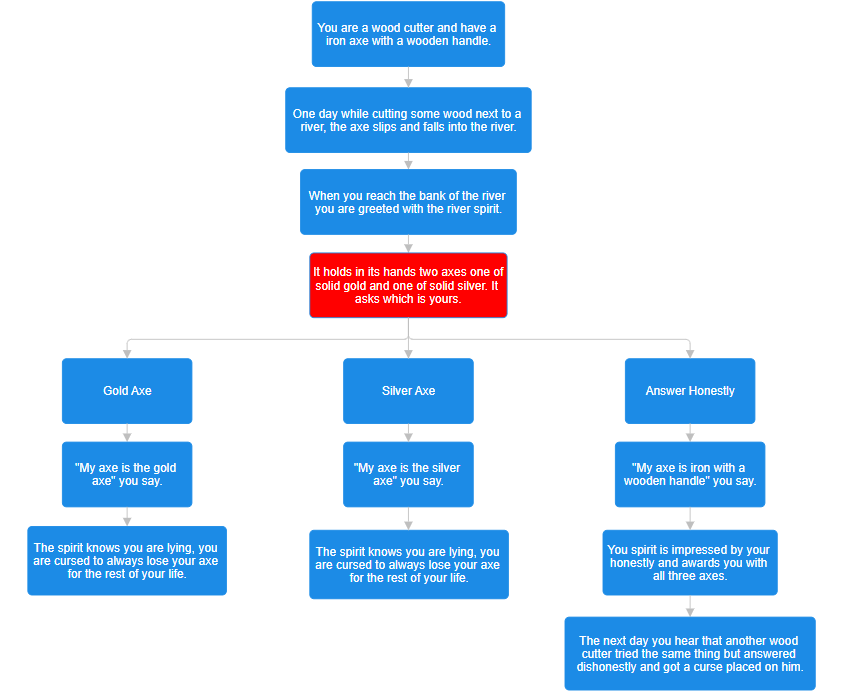 You are a wood cutter and have a
iron axe with a wooden handle.
One day while cutting some wood next to a
river, the axe slips and falls into the river.
When you reach the bank of the river
you are greeted with the river spirit.
It holds in its hands two axes one of
solid gold and one of solid silver. It
asks which is yours.
Gold Axe
Silver Axe
Answer Honestly
"My axe is the gold
axe" you say.
"My axe is the silver
axe" you say.
"My axe is iron with a
wooden handle" you say.
The spirit knows you are lying, you
are cursed to always lose your axe
for the rest of your life.
The spirit knows you are lying, you
are cursed to always lose your axe
for the rest of your life.
You spirit is impressed by your
honestly and awards you with
all three axes.
The next day you hear that another wood
cutter tried the same thing but answered
dishonestly and got a curse placed on him.